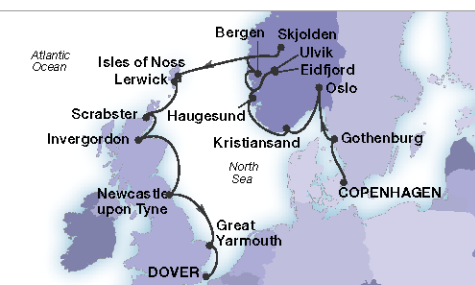 Bergen
Skjolden
Ulvik
Eidfjord
Oslo
Atlantic
Ocean
Isles of Noss
Lerwick
Scrabster
Haugesund
Invergordon
Kristiansand
Gothenburg
North
Sea
COPENHAGEN
Newcastle
upon Tyne
Great
Yarmouth
DOVER